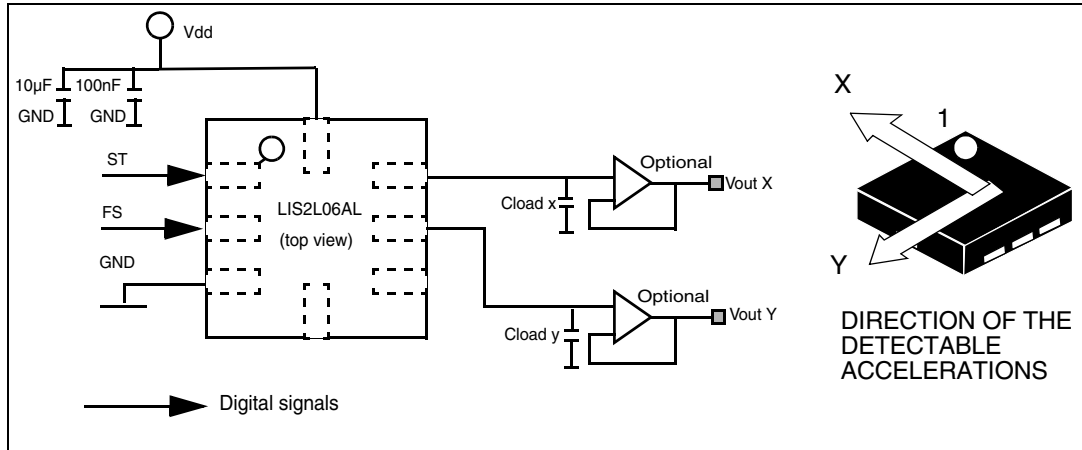 Vdd
10µF 100nF
GND GND
ST
FS
GND
LIS2L06AL
(top view)
Optional
Cload x
Vout X
Optional
Cload y
Vout Y
Digital signals
X
1
Y
DIRECTION OF THE
DETECTABLE
ACCELERATIONS